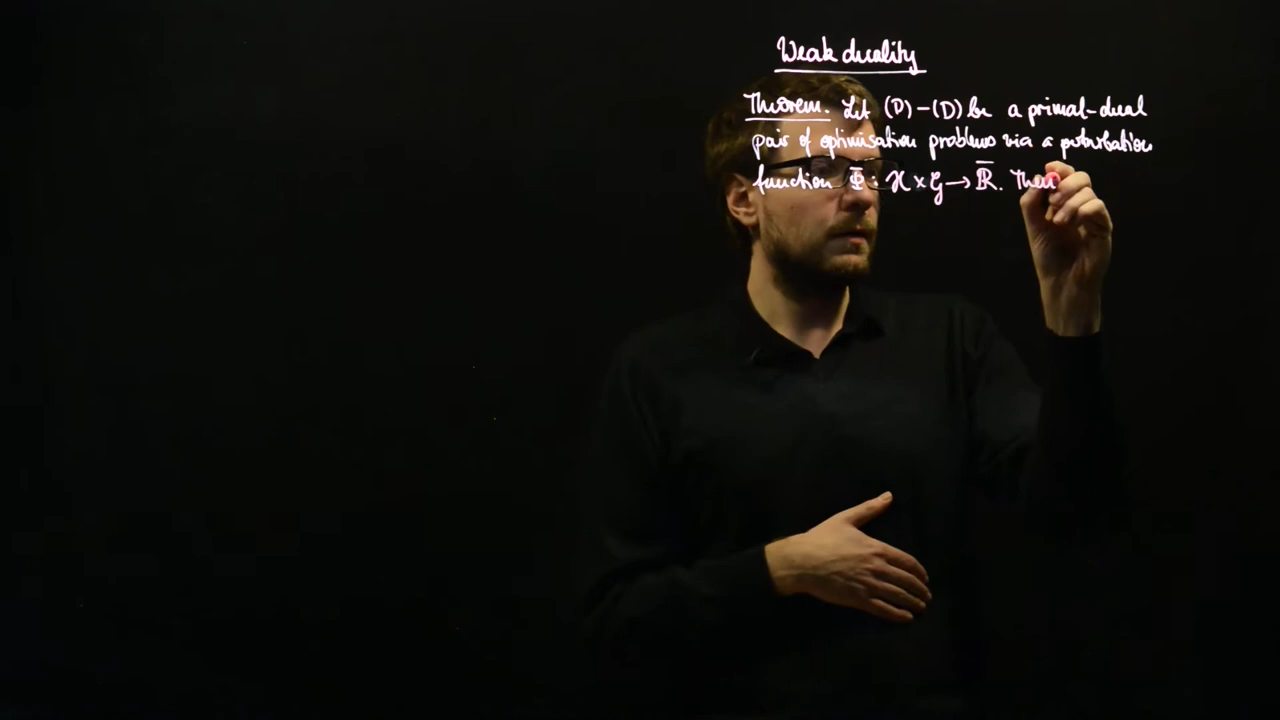 Weak duality
Theorem. Let (P)-(D) be a primal-dual
pair of optimisation problems via a perturbation
function Φ : H × G → R̅. Then